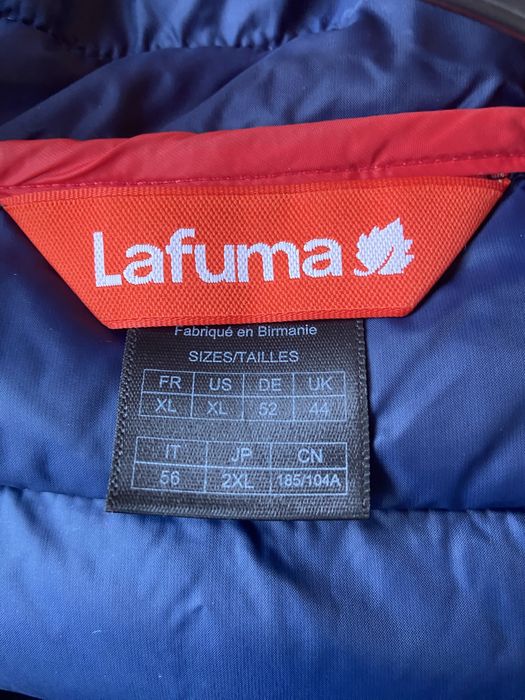 Lafuma
Fabriqué en Birmanie
SIZES/TAILLES
FR US DE UK
XL XL 52 44
IT JP CN
56 2XL 185/104A